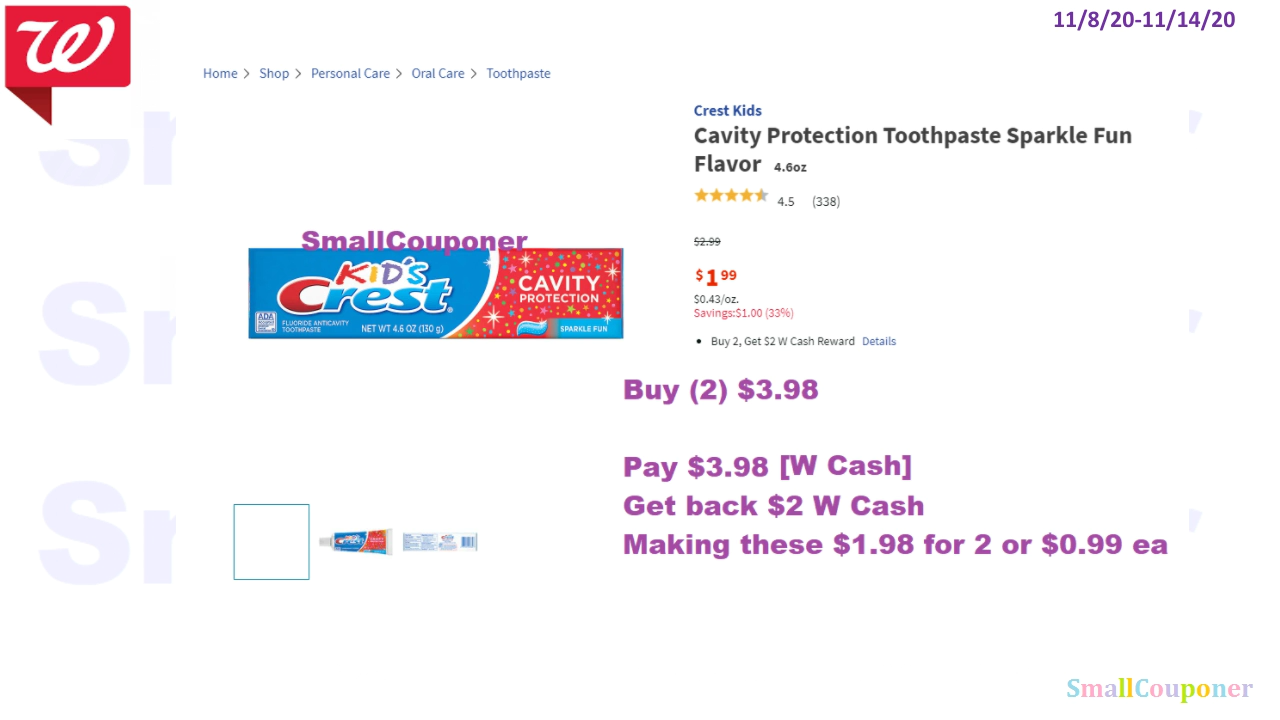 11/8/20-11/14/20
W
Home > Shop > Personal Care > Oral Care > Toothpaste
Crest Kids
Cavity Protection Toothpaste Sparkle Fun
Flavor 4.6oz
4.5 (338)
$2.99
$1 99
$0.43/oz.
Savings:$1.00 (33%)
• Buy 2, Get $2 W Cash Reward Details
SmallCouponer
KID'S
Crest
CAVITY
PROTECTION
ADA
FLUORIDE ANTICAVITY
TOOTHPASTE
NET WT 4.6 OZ (130 g)
SPARKLE FUN
Buy (2) $3.98
Pay $3.98 [W Cash]
Get back $2 W Cash
Making these $1.98 for 2 or $0.99 ea
Sm
Sm
Sm
SmallCouponer